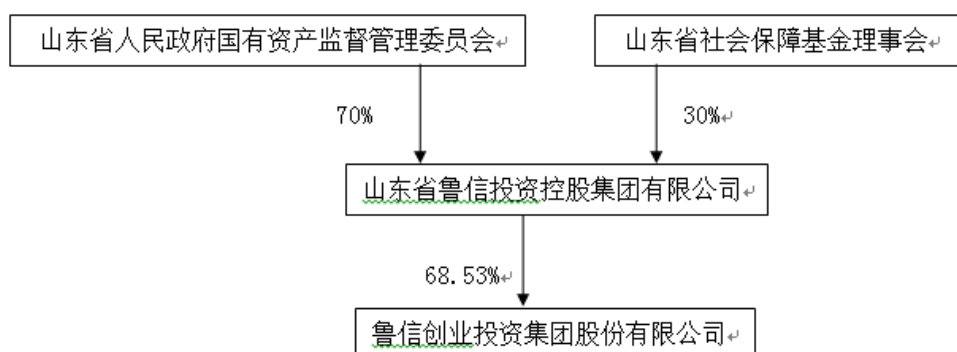 山东省人民政府国有资产监督管理委员会
山东省社会保障基金理事会
70%
30%
山东省鲁信投资控股集团有限公司
68.53%
鲁信创业投资集团股份有限公司